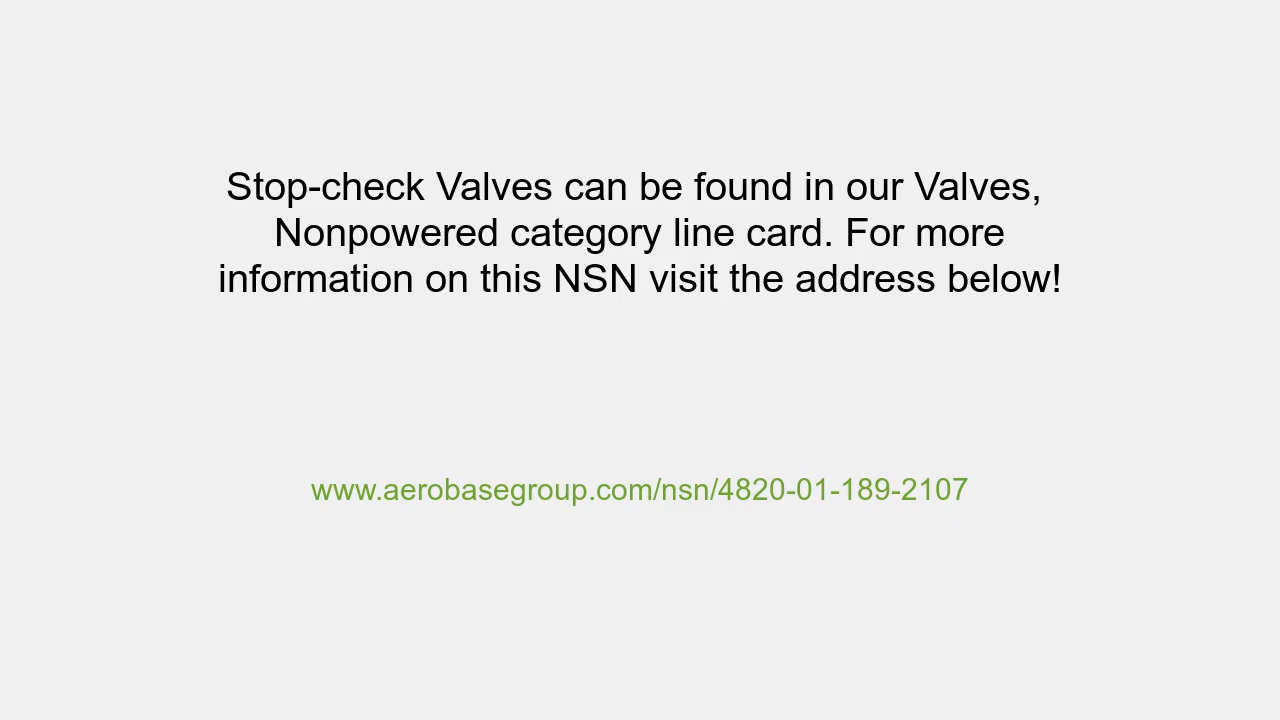 Stop-check Valves can be found in our Valves,
Nonpowered category line card. For more
information on this NSN visit the address below!
www.aerobasegroup.com/nsn/4820-01-189-2107